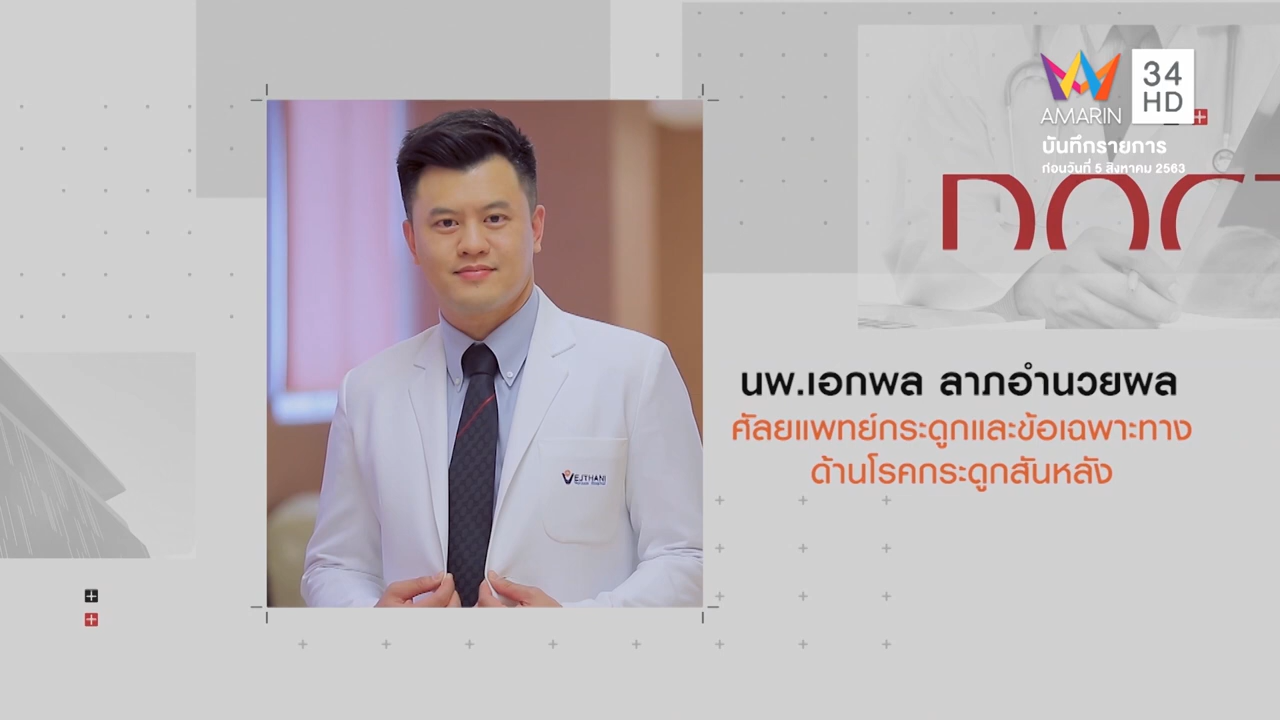 AMARIN
34
HD
บันทึกรายการ
ก่อนวันที่ 5 สิงหาคม 2563
นพ.เอกพล ลาภอำนวยผล
ศัลยแพทย์กระดูกและข้อเฉพาะทาง
ด้านโรคกระดูกสันหลัง
VEJTHANI